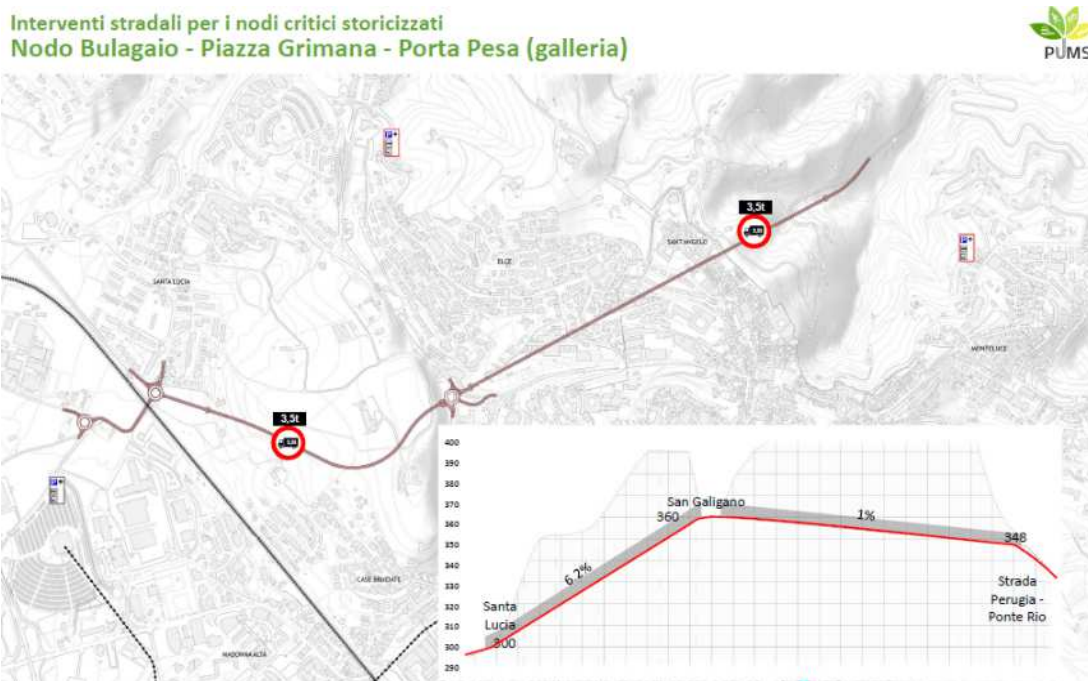 Interventi stradali per i nodi critici storicizzati
Nodo Bulagaio - Piazza Grimana - Porta Pesa (galleria)
PUMS
P
3,5t
SANT'ANGELO
P
ELCE
SANTA LUCIA
MONTELUCE
3,5t
P
CASE BRUCIATE
MADONNA ALTA
400
390
380
370
360
350
340
330
320
310
300
290
San Galigano
360
1%
348
6.2%
Santa
Lucia
300
Strada
Perugia -
Ponte Rio